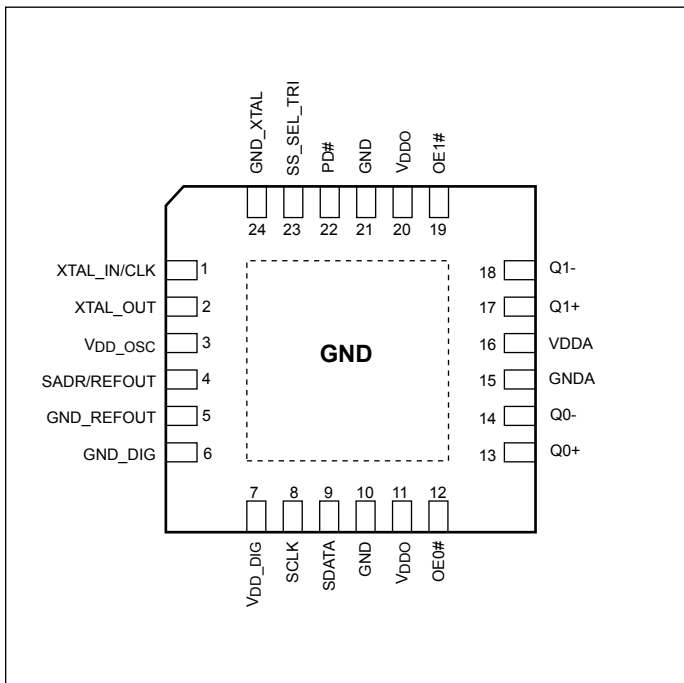 GND_XTAL
SS_SEL_TRI
PD#
GND
VDDO
OE1#
24
23
22
21
20
19
XTAL_IN/CLK
1
XTAL_OUT
2
VDD_OSC
3
SADR/REFOUT
4
GND_REFOUT
5
GND_DIG
6
GND
18
Q1-
17
Q1+
16
VDDA
15
GNDA
14
Q0-
13
Q0+
7
8
9
10
11
12
VDD_DIG
SCLK
SDATA
GND
VDDO
OE0#